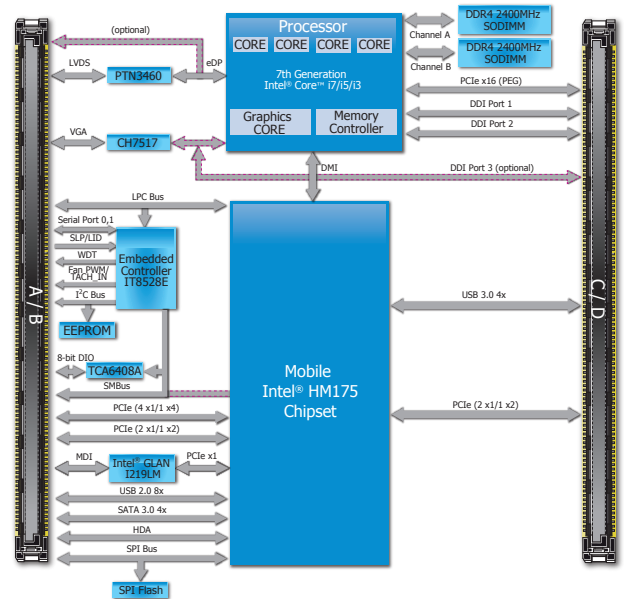 (optional)
LVDS
PTN3460
eDP
Processor
CORE CORE CORE CORE
7th Generation
Intel® Core™ i7/i5/i3
Graphics
CORE
Memory
Controller
Channel A
DDR4 2400MHz
SODIMM
Channel B
DDR4 2400MHz
SODIMM
PCIe x16 (PEG)
DDI Port 1
DDI Port 2
VGA
CH7517
DMI
DDI Port 3 (optional)
LPC Bus
Serial Port 0,1
SLP/LID
WDT
Fan PWM/
TACH_IN
I²C Bus
Embedded
Controller
IT8528E
EEPROM
A / B
C / D
USB 3.0 4x
8-bit DIO
TCA6408A
SMBus
Mobile
Intel® HM175
Chipset
PCIe (4 x1/1 x4)
PCIe (2 x1/1 x2)
PCIe (2 x1/1 x2)
MDI
Intel® GLAN
I219LM
PCIe x1
USB 2.0 8x
SATA 3.0 4x
HDA
SPI Bus
SPI Flash